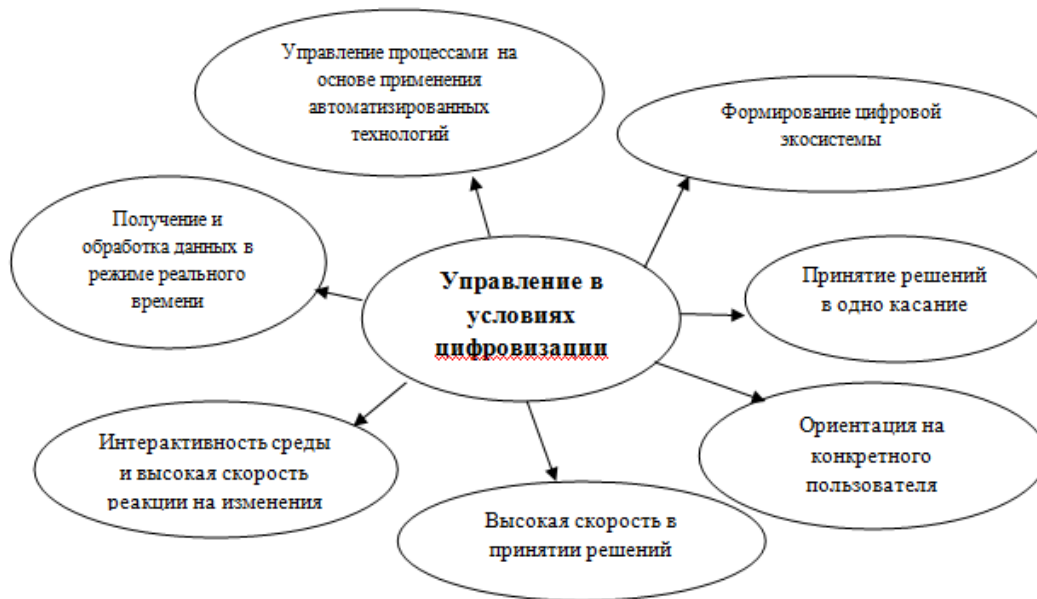 Управление процессами на
основе применения
автоматизированных
технологий
Формирование цифровой
экосистемы
Получение и
обработка данных в
режиме реального
времени
Управление в
условиях
цифровизации
Принятие решений
в одно касание
Интерактивность среды
и высокая скорость
реакции на изменения
Ориентация на
конкретного
пользователя
Высокая скорость в
принятии решений